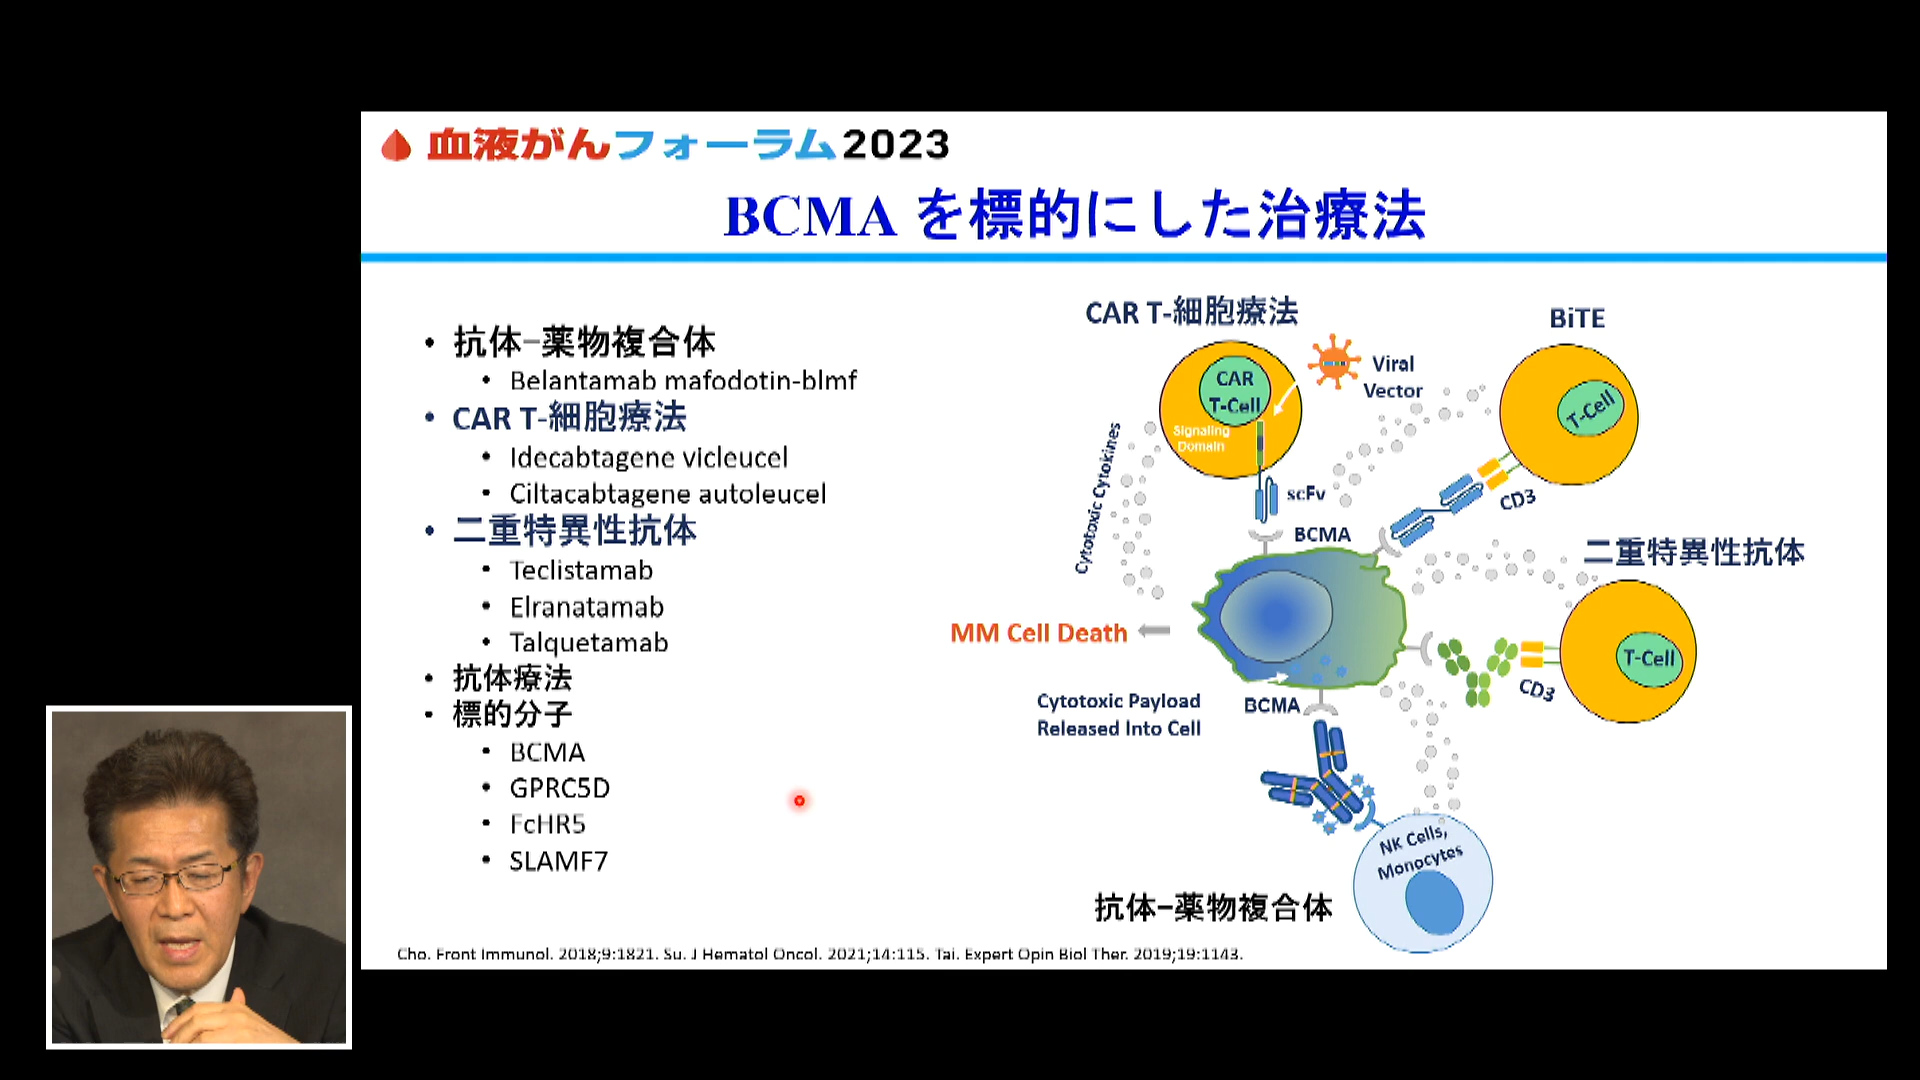 血液がんフォーラム2023
BCMA を標的にした治療法
• 抗体-薬物複合体
• Belantamab mafodotin-blmf
• CAR T-細胞療法
• Idecabtagene vicleucel
• Ciltacabtagene autoleucel
• 二重特異性抗体
• Teclistamab
• Elranatamab
• Talquetamab
• 抗体療法
• 標的分子
• BCMA
• GPRC5D
• FcHR5
• SLAMF7
CAR T-細胞療法
CAR
T-Cell
Signaling
Domain
Viral
Vector
Cytotoxic Cytokines
scFv
BCMA
BiTE
T-Cell
CD3
二重特異性抗体
T-Cell
CD3
MM Cell Death
Cytotoxic Payload
Released Into Cell
BCMA
NK Cells,
Monocytes
抗体-薬物複合体
Cho. Front Immunol. 2018;9:1821. Su. J Hematol Oncol. 2021;14:115. Tai. Expert Opin Biol Ther. 2019;19:1143.